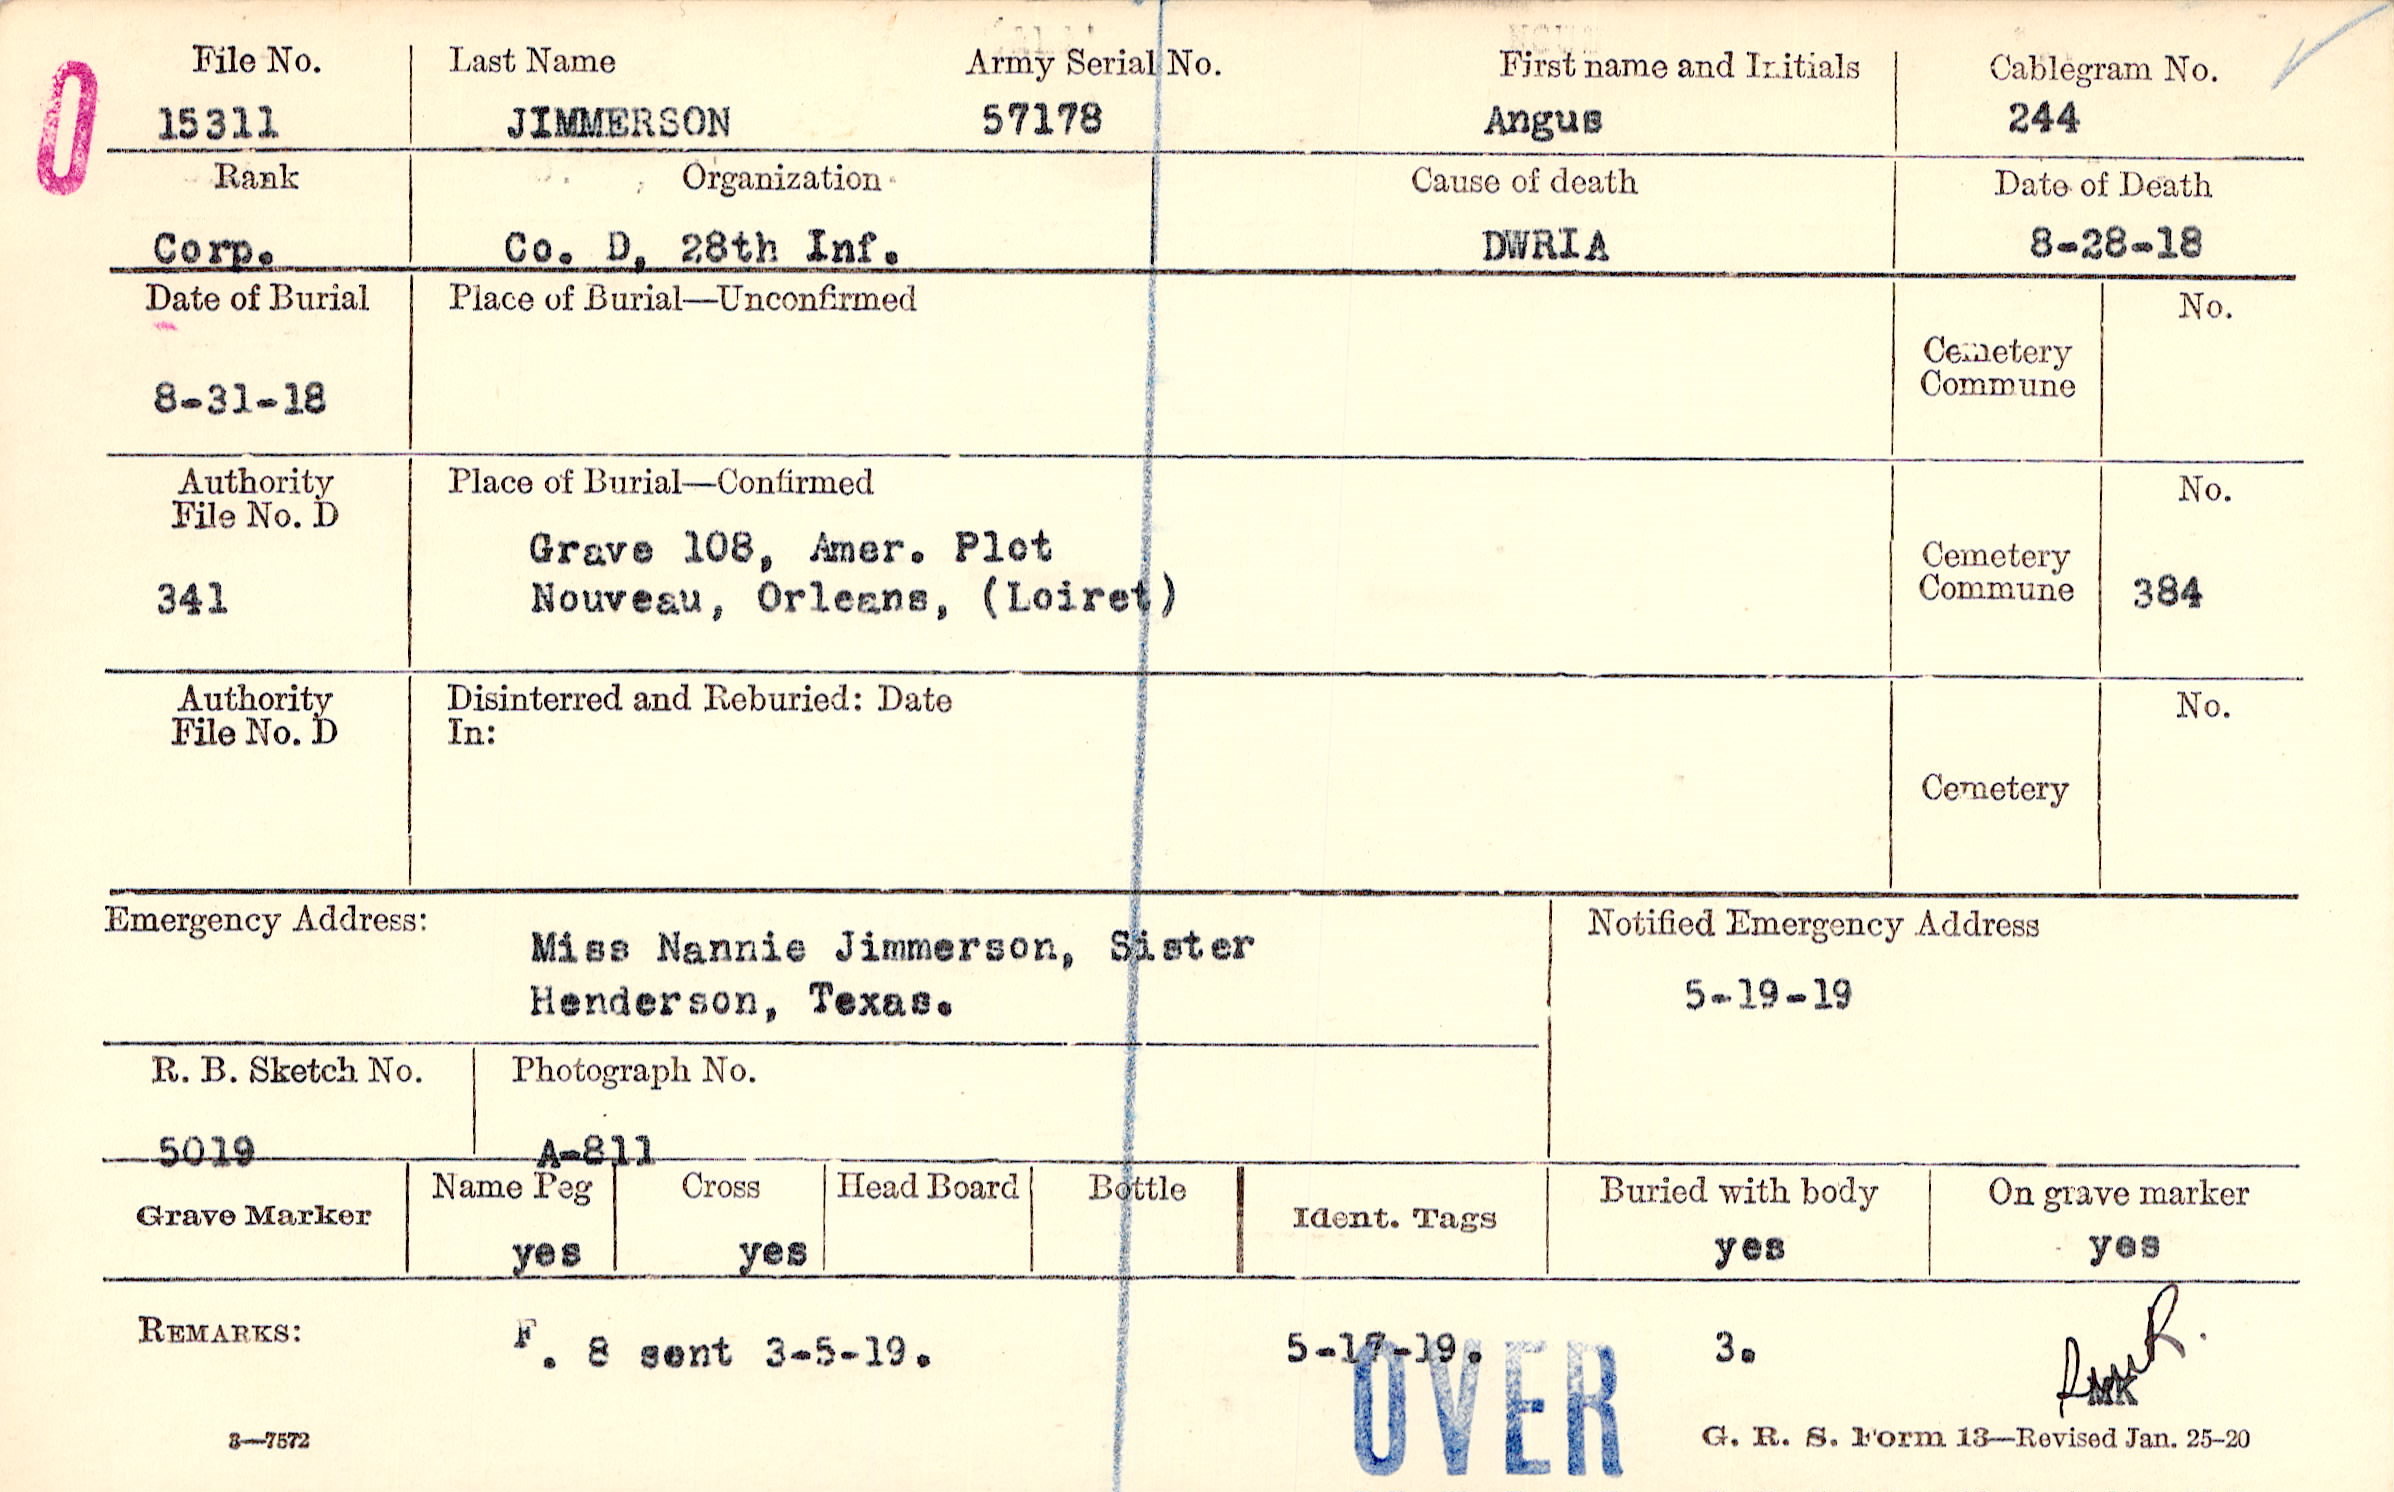 0
File No. Last Name Army Serial No. First name and Initials Cablegram No.
15311 JIMMERSON 57178 Angus 244
Rank Organization Cause of death Date of Death
Corp. Co. D, 28th Inf. DWRIA 8-28-18
Date of Burial Place of Burial—Unconfirmed No.
Cemetery
Commune
8-31-18
Authority Place of Burial—Confirmed No.
File No. D
Grave 108, Amer. Plot Cemetery
341 Nouveau, Orleans, (Loiret) Commune 384
Authority Disinterred and Reburied: Date No.
File No. D In:
Cemetery
Emergency Address: Notified Emergency Address
Miss Nannie Jimmerson, Sister
Henderson, Texas. 5-19-19
R. B. Sketch No. Photograph No.
5019 A-811
Grave Marker Name Peg Cross Head Board Bottle Ident. Tags Buried with body On grave marker
yes yes yes yes
REMARKS: F. 8 sent 3-5-19. 5-17-19. 3.
MK
OVER
3—7572 G. R. S. Form 13—Revised Jan. 25-20